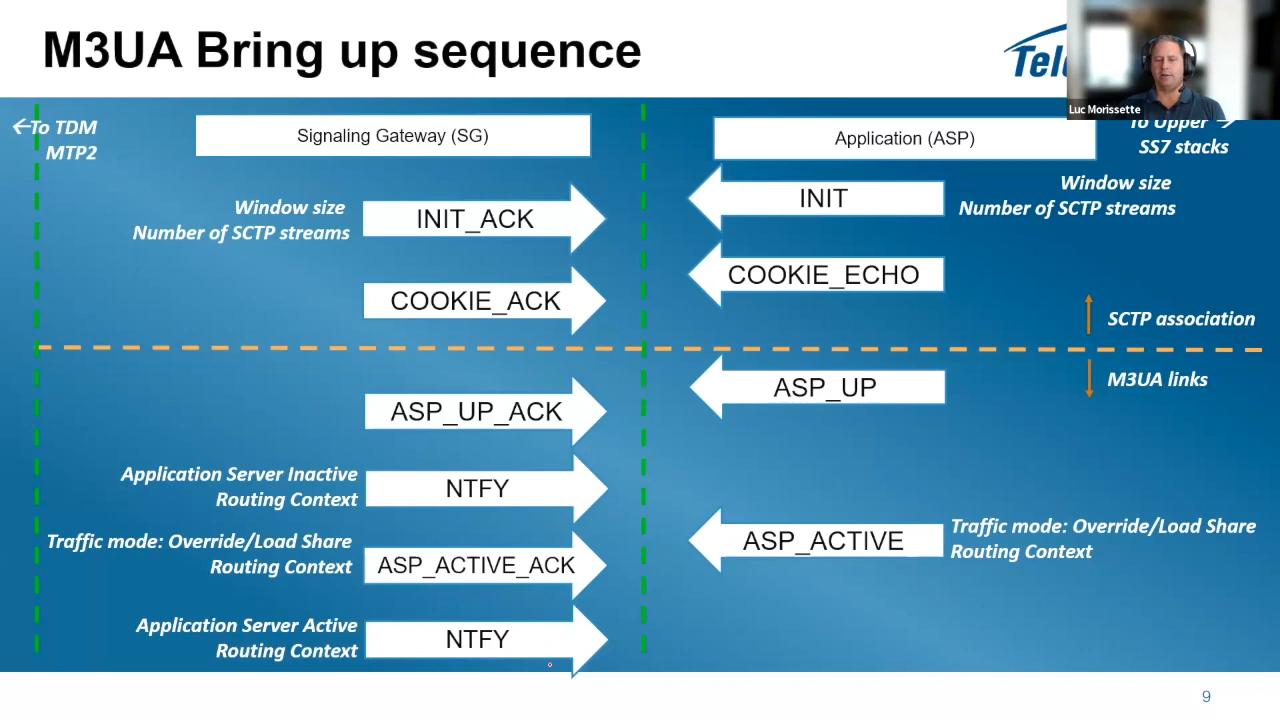 M3UA Bring up sequence
Luc Morissette
←To TDM
MTP2
Signaling Gateway (SG)
Application (ASP)
To Upper →
SS7 stacks
Window size
Number of SCTP streams
INIT
Window size
Number of SCTP streams
INIT_ACK
COOKIE_ECHO
COOKIE_ACK
SCTP association
M3UA links
ASP_UP
ASP_UP_ACK
Application Server Inactive
Routing Context
NTFY
ASP_ACTIVE
Traffic mode: Override/Load Share
Routing Context
Traffic mode: Override/Load Share
Routing Context
ASP_ACTIVE_ACK
Application Server Active
Routing Context
NTFY
9